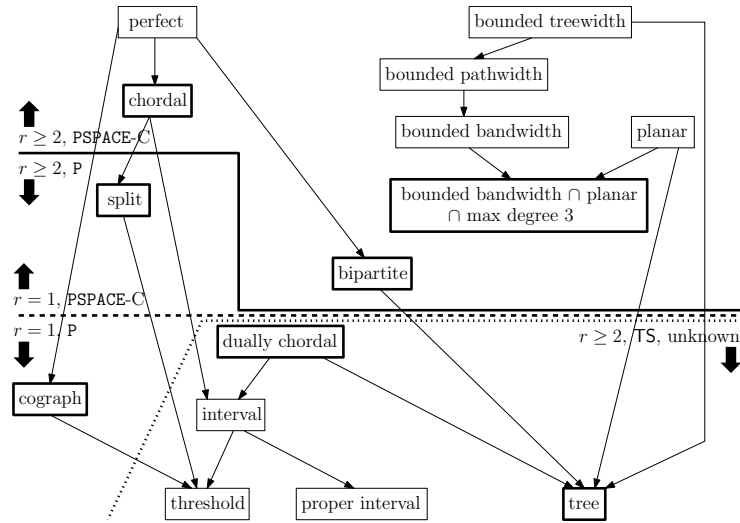 perfect
bounded treewidth
bounded pathwidth
chordal
bounded bandwidth
planar
r ≥ 2, PSPACE-C
r ≥ 2, P
split
bounded bandwidth ∩ planar
∩ max degree 3
bipartite
r = 1, PSPACE-C
r = 1, P
r ≥ 2, TS, unknown
dually chordal
cograph
interval
threshold
proper interval
tree